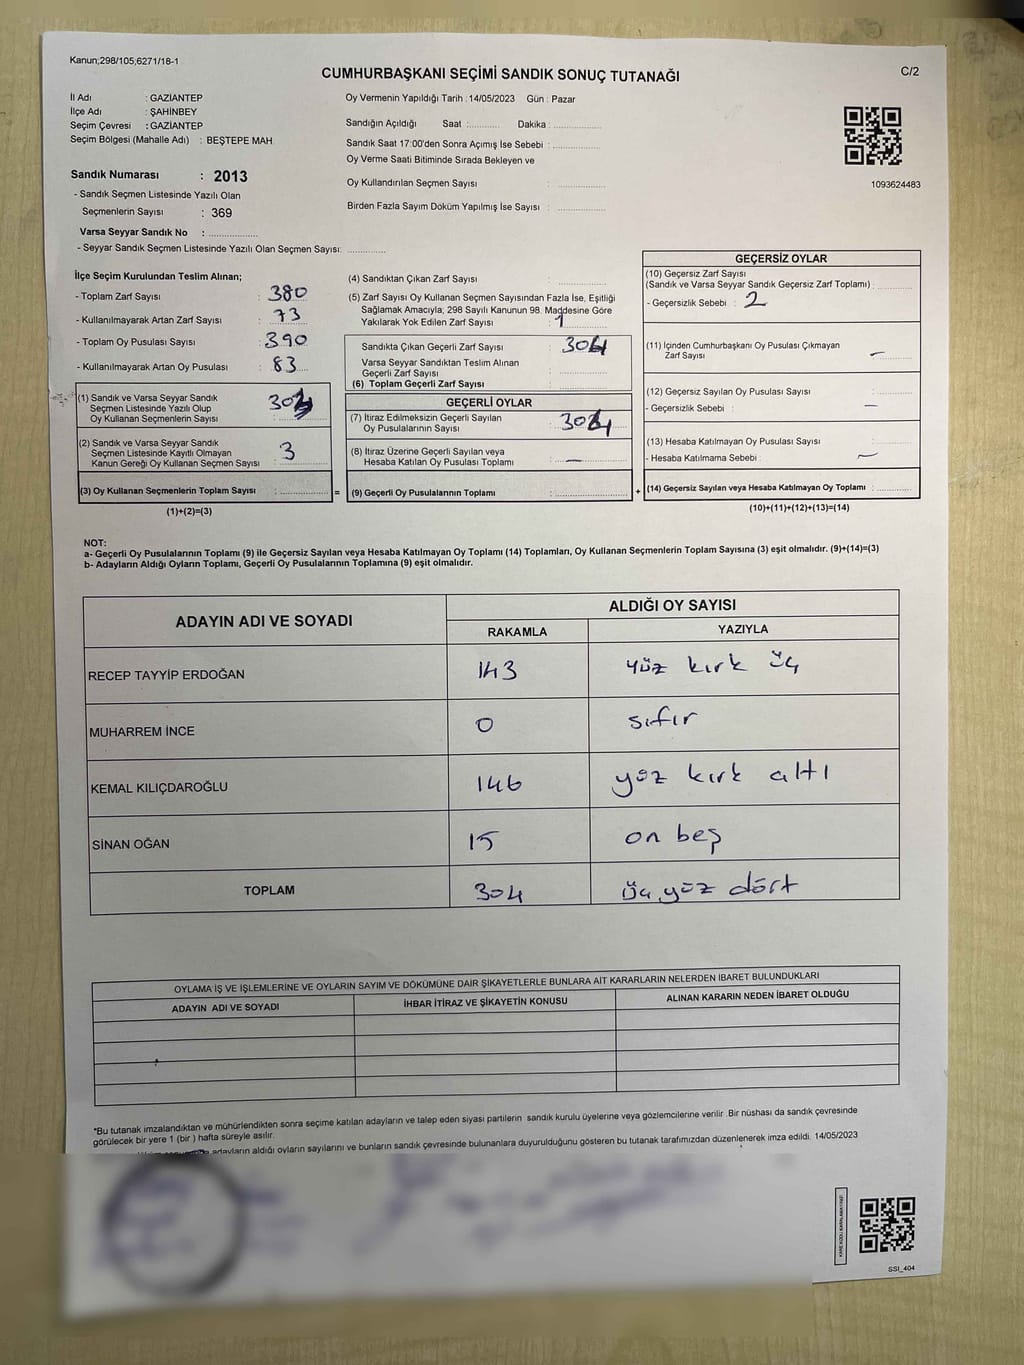 Kanun;298/105,6271/18-1
CUMHURBAŞKANI SEÇİMİ SANDIK SONUÇ TUTANAĞI
C/2
İl Adı : GAZİANTEP
İlçe Adı : ŞAHİNBEY
Seçim Çevresi : GAZİANTEP
Seçim Bölgesi (Mahalle Adı) : BEŞTEPE MAH
Oy Vermenin Yapıldığı Tarih : 14/05/2023 Gün : Pazar
Sandığın Açıldığı Saat :........... Dakika :.................
Sandık Saat 17:00'den Sonra Açımış İse Sebebi :................
Oy Verme Saati Bitiminde Sırada Bekleyen ve
Oy Kullandırılan Seçmen Sayısı :................
Birden Fazla Sayım Döküm Yapılmış İse Sayısı :................
1093624483
Sandık Numarası : 2013
- Sandık Seçmen Listesinde Yazılı Olan
Seçmenlerin Sayısı : 369
Varsa Seyyar Sandık No :................
- Seyyar Sandık Seçmen Listesinde Yazılı Olan Seçmen Sayısı:.............
İlçe Seçim Kurulundan Teslim Alınan;
- Toplam Zarf Sayısı : 380
- Kullanılmayarak Artan Zarf Sayısı : 73
- Toplam Oy Pusulası Sayısı : 390
- Kullanılmayarak Artan Oy Pusulası : 83
(1) Sandık ve Varsa Seyyar Sandık
Seçmen Listesinde Yazılı Olup
Oy Kullanan Seçmenlerin Sayısı : 304
(2) Sandık ve Varsa Seyyar Sandık
Seçmen Listesinde Kayıtlı Olmayan
Kanun Gereği Oy Kullanan Seçmen Sayısı : 3
(3) Oy Kullanan Seçmenlerin Toplam Sayısı :............ =
(1)+(2)=(3)
(4) Sandıktan Çıkan Zarf Sayısı :................
(5) Zarf Sayısı Oy Kullanan Seçmen Sayısından Fazla İse, Eşitliği
Sağlamak Amacıyla; 298 Sayılı Kanunun 98. Maddesine Göre
Yakılarak Yok Edilen Zarf Sayısı : 1
Sandıkta Çıkan Geçerli Zarf Sayısı : 304
Varsa Seyyar Sandıktan Teslim Alınan
Geçerli Zarf Sayısı :................
(6) Toplam Geçerli Zarf Sayısı :................
GEÇERLİ OYLAR
(7) İtiraz Edilmeksizin Geçerli Sayılan
Oy Pusulalarının Sayısı : 304
(8) İtiraz Üzerine Geçerli Sayılan veya
Hesaba Katılan Oy Pusulası Toplamı : —
(9) Geçerli Oy Pusulalarının Toplamı :................ +
GEÇERSİZ OYLAR
(10) Geçersiz Zarf Sayısı
(Sandık ve Varsa Seyyar Sandık Geçersiz Zarf Toplamı) :............
- Geçersizlik Sebebi : 2
(11) İçinden Cumhurbaşkanı Oy Pusulası Çıkmayan
Zarf Sayısı : —
(12) Geçersiz Sayılan Oy Pusulası Sayısı :............
- Geçersizlik Sebebi : —
(13) Hesaba Katılmayan Oy Pusulası Sayısı :............
- Hesaba Katılmama Sebebi : —
(14) Geçersiz Sayılan veya Hesaba Katılmayan Oy Toplamı :............
(10)+(11)+(12)+(13)=(14)
NOT:
a- Geçerli Oy Pusulalarının Toplamı (9) ile Geçersiz Sayılan veya Hesaba Katılmayan Oy Toplamı (14) Toplamları, Oy Kullanan Seçmenlerin Toplam Sayısına (3) eşit olmalıdır. (9)+(14)=(3)
b- Adayların Aldığı Oyların Toplamı, Geçerli Oy Pusulalarının Toplamına (9) eşit olmalıdır.
ADAYIN ADI VE SOYADI ALDIĞI OY SAYISI
RAKAMLA YAZIYLA
RECEP TAYYİP ERDOĞAN 143 yüz kırk üç
MUHARREM İNCE 0 sıfır
KEMAL KILIÇDAROĞLU 146 yüz kırk altı
SİNAN OĞAN 15 on beş
TOPLAM 304 üç yüz dört
OYLAMA İŞ VE İŞLEMLERİNE VE OYLARIN SAYIM VE DÖKÜMÜNE DAİR ŞİKAYETLERLE BUNLARA AİT KARARLARIN NELERDEN İBARET BULUNDUKLARI
ADAYIN ADI VE SOYADI İHBAR İTİRAZ VE ŞİKAYETİN KONUSU ALINAN KARARIN NEDEN İBARET OLDUĞU
*Bu tutanak imzalandıktan ve mühürlendikten sonra seçime katılan adayların ve talep eden siyasi partilerin sandık kurulu üyelerine veya gözlemcilerine verilir .Bir nüshası da sandık çevresinde
görülecek bir yere 1 (bir ) hafta süreyle asılır.
adayların aldığı oyların sayılarını ve bunların sandık çevresinde bulunanlara duyurulduğunu gösteren bu tutanak tarafımızdan düzenlenerek imza edildi. 14/05/2023
SSI_404